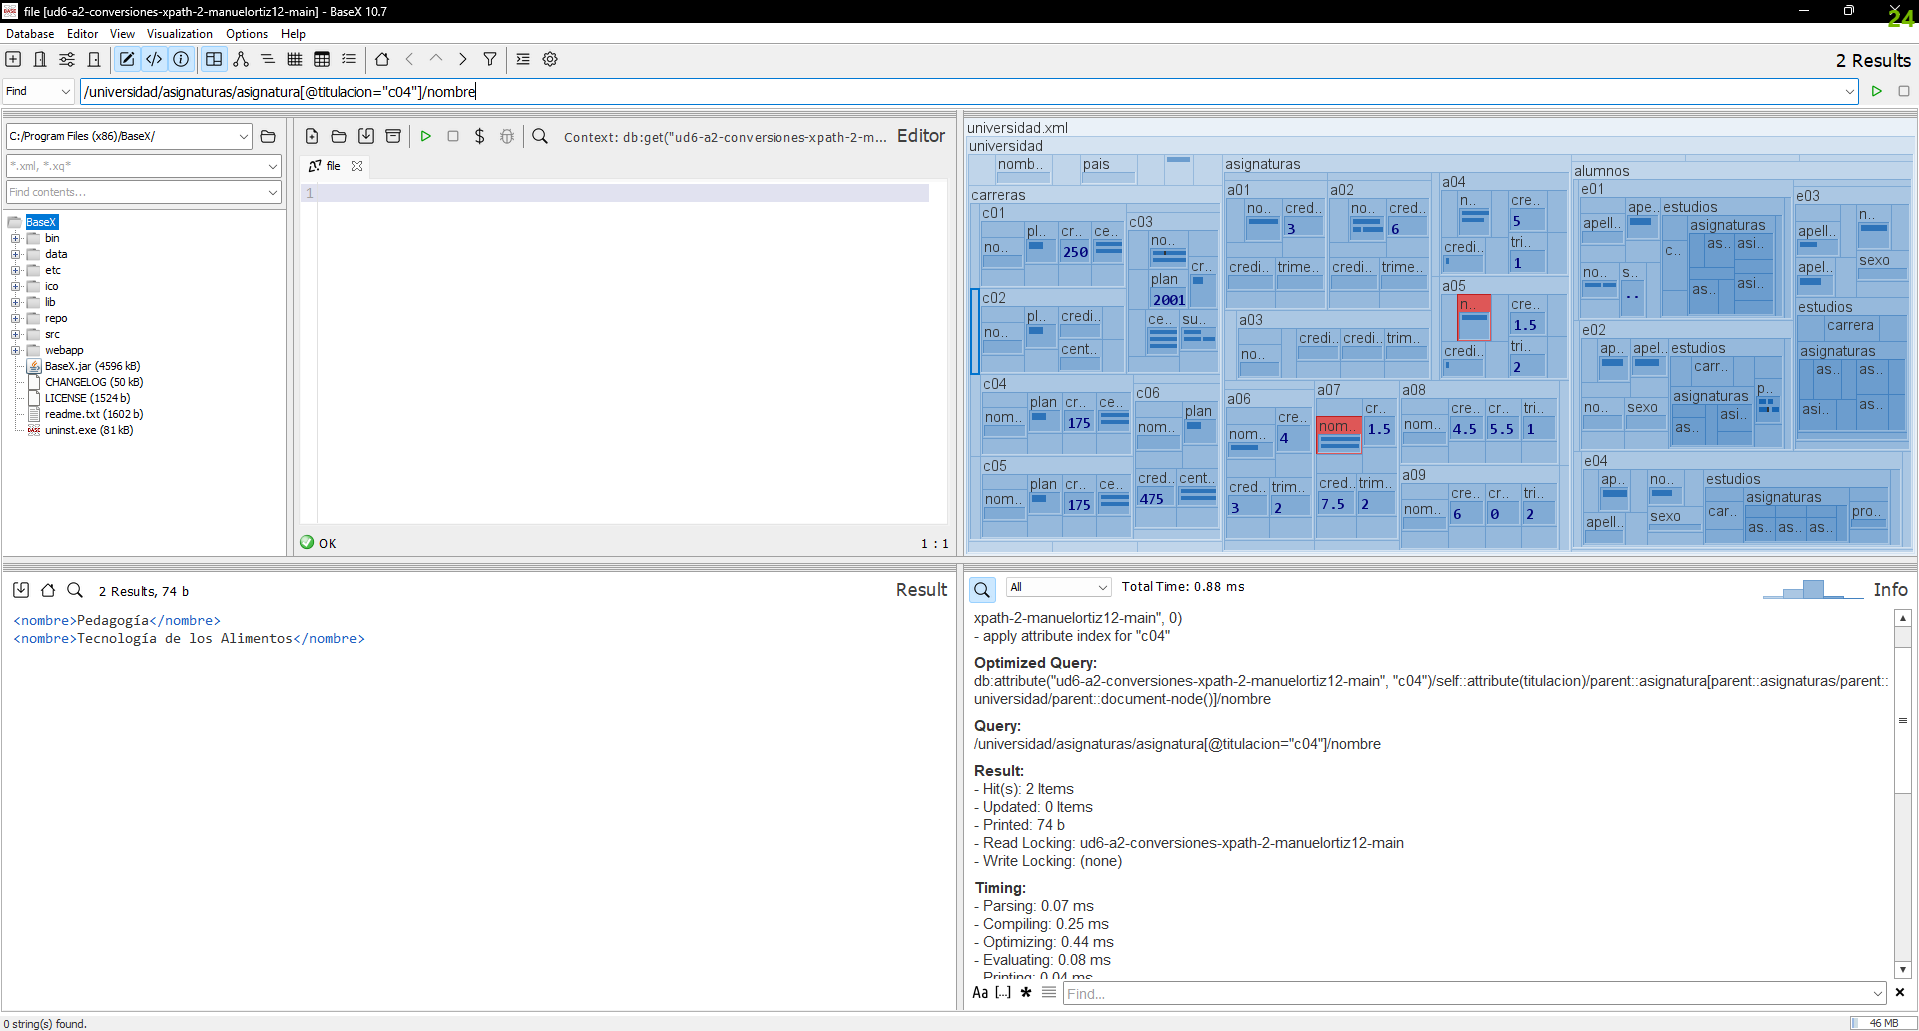 file [ud6-a2-conversiones-xpath-2-manuelortiz12-main] - BaseX 10.7
24
Database Editor View Visualization Options Help
2 Results
Find
/universidad/asignaturas/asignatura[@titulacion="c04"]/nombre
C:/Program Files (x86)/BaseX/
*.xml, *.xq*
Find contents...
BaseX
bin
data
etc
ico
lib
repo
src
webapp
BaseX.jar (4596 kB)
CHANGELOG (50 kB)
LICENSE (1524 b)
readme.txt (1602 b)
uninst.exe (81 kB)
Context: db:get("ud6-a2-conversiones-xpath-2-m... Editor
file
1
OK
1 : 1
universidad.xml
universidad
nomb.. pais
carreras
c01
no.. pl.. cr.. ce..
250
c02
no.. pl.. credi..
cent..
c03
no..
cr..
plan
2001
ce.. su..
c04
nom.. plan cr.. ce..
175
c05
nom.. plan cr.. ce..
175
c06
nom.. plan
cred.. cent..
475
asignaturas
a01
no.. cred..
3
credi.. trime..
a02
no.. cred..
6
credi.. trime..
a03
no.. credi.. credi.. trim..
a04
n.. cre..
5
credi.. tri..
1
a05
n.. cre..
1.5
credi.. tri..
2
a06
nom.. cre..
4
cred.. trim..
3 2
a07
nom.. cr..
1.5
cred.. trim..
7.5 2
a08
nom.. cre.. cr.. tri..
4.5 5.5 1
a09
nom.. cre.. cr.. tri..
6 0 2
alumnos
e01
apell.. ape.. estudios
asignaturas
c.. as.. asi..
no.. s.. as.. asi..
e02
ap.. apel.. estudios
carr..
asignaturas p..
no.. sexo as.. asi..
e03
apell.. n..
apel.. sexo
estudios
carrera
asignaturas
as.. as..
asi.. as..
e04
ap.. no.. estudios
asignaturas
apell.. sexo car.. as.. as.. as.. pro..
2 Results, 74 b
Result
<nombre>Pedagogía</nombre>
<nombre>Tecnología de los Alimentos</nombre>
All
Total Time: 0.88 ms
Info
xpath-2-manuelortiz12-main", 0)
- apply attribute index for "c04"
Optimized Query:
db:attribute("ud6-a2-conversiones-xpath-2-manuelortiz12-main", "c04")/self::attribute(titulacion)/parent::asignatura[parent::asignaturas/parent::
universidad/parent::document-node()]/nombre
Query:
/universidad/asignaturas/asignatura[@titulacion="c04"]/nombre
Result:
- Hit(s): 2 Items
- Updated: 0 Items
- Printed: 74 b
- Read Locking: ud6-a2-conversiones-xpath-2-manuelortiz12-main
- Write Locking: (none)
Timing:
- Parsing: 0.07 ms
- Compiling: 0.25 ms
- Optimizing: 0.44 ms
- Evaluating: 0.08 ms
- Printing: 0.04 ms
Aa [...] * Find...
0 string(s) found.
46 MB